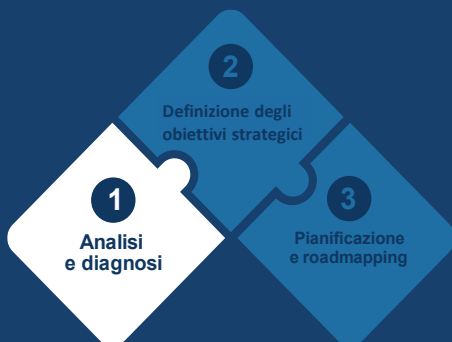 1
Analisi
e diagnosi
2
Definizione degli
obiettivi strategici
3
Pianificazione
e roadmapping